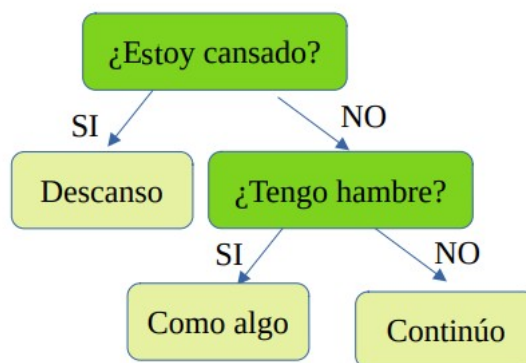 ¿Estoy cansado?
SI
NO
Descanso
¿Tengo hambre?
SI
NO
Como algo
Continúo